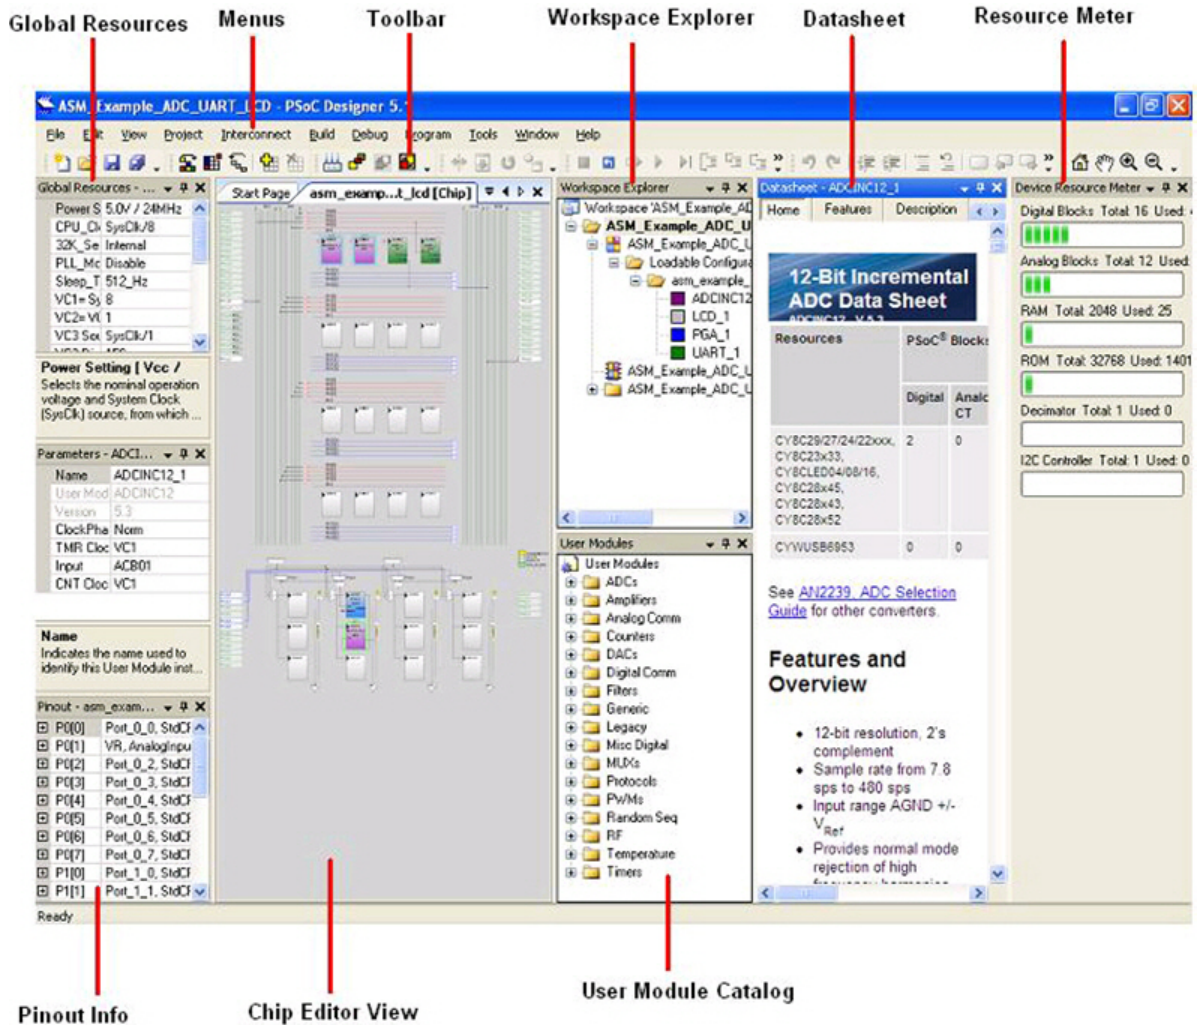 Global Resources
Menus
Toolbar
Workspace Explorer
Datasheet
Resource Meter
ASM_Example_ADC_UART_LCD - PSoC Designer 5.
File Edit View Project Interconnect Build Debug Program Tools Window Help
Global Resources - ...
Power S 5.0V / 24MHz
CPU_Cl SysClk/8
32K_Se Internal
PLL_Mc Disable
Sleep_T 512_Hz
VC1= Sy 8
VC2= VC 1
VC3 Sou SysClk/1
Power Setting [ Vcc /
Selects the nominal operation
voltage and System Clock
(SysClk) source, from which ...
Parameters - ADCI...
Name ADCINC12_1
User Mod ADCINC12
Version 5.3
ClockPha Norm
TMR Cloc VC1
Input ACB01
CNT Cloc VC1
Name
Indicates the name used to
identify this User Module inst...
Pinout - asm_exam...
P0[0] Port_0_0, StdCF
P0[1] VR, AnalogInpu
P0[2] Port_0_2, StdCF
P0[3] Port_0_3, StdCF
P0[4] Port_0_4, StdCF
P0[5] Port_0_5, StdCF
P0[6] Port_0_6, StdCF
P0[7] Port_0_7, StdCF
P1[0] Port_1_0, StdCF
P1[1] Port_1_1, StdCF
Ready
Start Page
asm_examp...t_lcd [Chip]
Workspace Explorer
Workspace 'ASM_Example_AD
ASM_Example_ADC_U
ASM_Example_ADC_U
Loadable Configura
asm_example_
ADCINC12
LCD_1
PGA_1
UART_1
ASM_Example_ADC_U
ASM_Example_ADC_U
User Modules
User Modules
ADCs
Amplifiers
Analog Comm
Counters
DACs
Digital Comm
Filters
Generic
Legacy
Misc Digital
MUXs
Protocols
PWMs
Random Seq
RF
Temperature
Timers
Datasheet - ADCINC12_1
Home Features Description
12-Bit Incremental
ADC Data Sheet
ADCINC12 V 5.3
Resources PSoC® Blocks
Digital Analo
CT
CY8C29/27/24/22xxx, 2 0
CY8C23x33,
CY8CLED04/08/16,
CY8C28x45,
CY8C28x43,
CY8C28x52
CYWUSB6953 0 0
See AN2239, ADC Selection
Guide for other converters.
Features and
Overview
12-bit resolution, 2's
complement
Sample rate from 7.8
sps to 480 sps
Input range AGND +/-
VRef
Provides normal mode
rejection of high
frequency harmonics
Device Resource Meter
Digital Blocks Total: 16 Used:
Analog Blocks Total: 12 Used
RAM Total: 2048 Used: 25
ROM Total: 32768 Used: 1401
Decimator Total: 1 Used: 0
I2C Controller Total: 1 Used: 0
Pinout Info
Chip Editor View
User Module Catalog